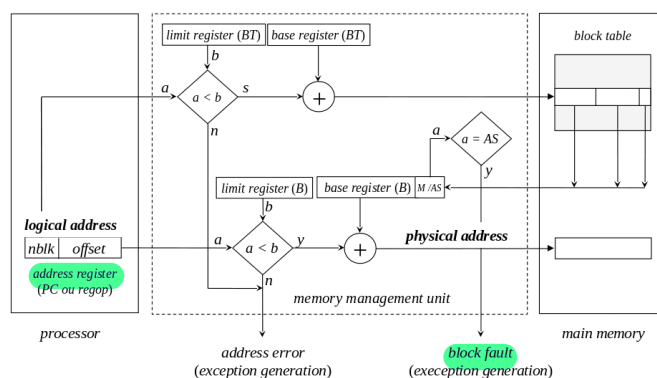 limit register (BT)
base register (BT)
block table
b
a
a < b
s
+
n
a
a = AS
y
limit register (B)
base register (B)
M /AS
b
logical address
nblk
offset
a
a < b
y
+
physical address
n
address register
(PC ou regop)
memory management unit
processor
address error
(exception generation)
block fault
(exeception generation)
main memory